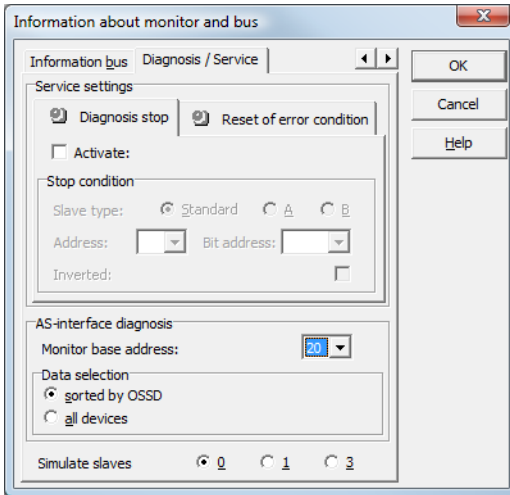 Information about monitor and bus
Information bus Diagnosis / Service
OK
Cancel
Help
Service settings
Diagnosis stop Reset of error condition
Activate:
Stop condition
Slave type: Standard A B
Address: Bit address:
Inverted:
AS-interface diagnosis
Monitor base address: 20
Data selection
sorted by OSSD
all devices
Simulate slaves 0 1 3